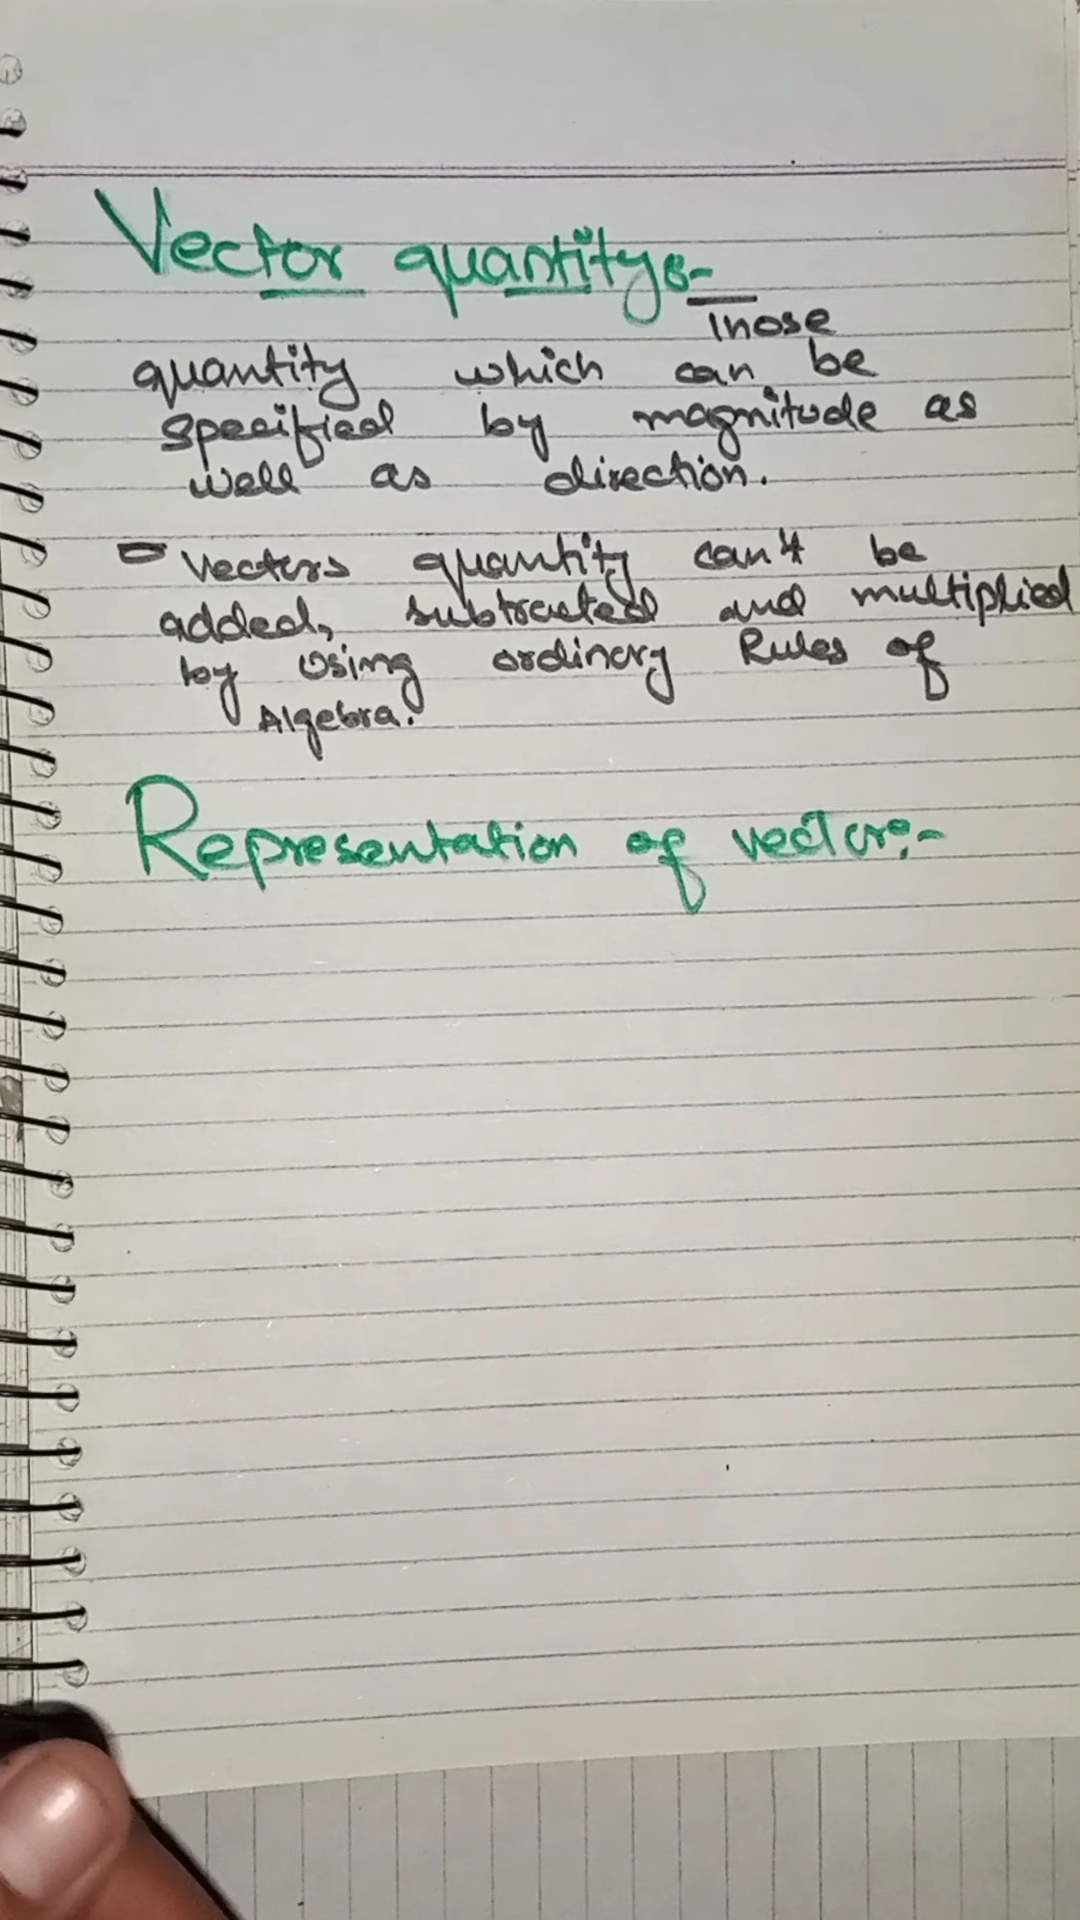 Vector quantity:-
Those
quantity which can be
specified by magnitude as
well as direction.
- Vectors quantity can't be
added, subtracted and multiplied
by using ordinary Rules of
Algebra.
Representation of vector:-